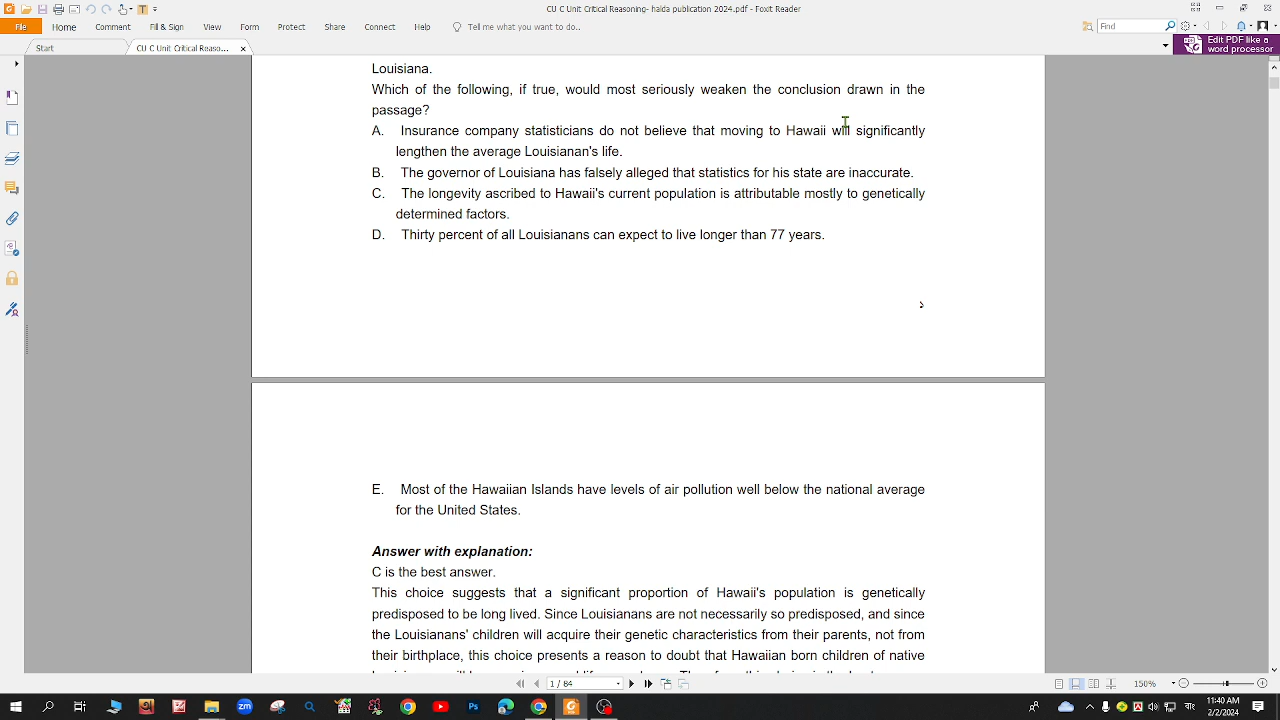 CU C Unit Critical Reasoning- haida publication 2024.pdf - Foxit Reader
File Home Comment Fill & Sign View Form Protect Share Connect Help Tell me what you want to do.. Find
Start CU C Unit Critical Reaso... Edit PDF like a
word processor
Louisiana.
Which of the following, if true, would most seriously weaken the conclusion drawn in the
passage?
A. Insurance company statisticians do not believe that moving to Hawaii will significantly
lengthen the average Louisianan's life.
B. The governor of Louisiana has falsely alleged that statistics for his state are inaccurate.
C. The longevity ascribed to Hawaii's current population is attributable mostly to genetically
determined factors.
D. Thirty percent of all Louisianans can expect to live longer than 77 years.
E. Most of the Hawaiian Islands have levels of air pollution well below the national average
for the United States.
Answer with explanation:
C is the best answer.
This choice suggests that a significant proportion of Hawaii's population is genetically
predisposed to be long lived. Since Louisianans are not necessarily so predisposed, and since
the Louisianans' children will acquire their genetic characteristics from their parents, not from
their birthplace, this choice presents a reason to doubt that Hawaiian born children of native
1 / 84 150%
11:40 AM
2/2/2024